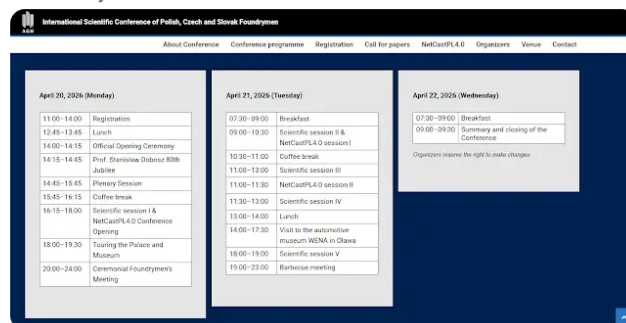 International Scientific Conference of Polish, Czech and Slovak Foundrymen
AGH
About Conference Conference programme Registration Call for papers NetCastPL4.0 Organizers Venue Contact
April 20, 2026 (Monday)
11:00–14:00 Registration
12:45–13.45 Lunch
14:00–14:15 Official Opening Ceremony
14:15–14:45 Prof. Stanisław Dobosz 80th
Jubilee
14:45–15:45 Plenary Session
15:45–16:15 Coffee break
16:15–18:00 Scientific session I &
NetCastPL4.0 Conference
Opening
18:00–19:30 Touring the Palace and
Museum
20:00–24:00 Ceremonial Foundrymen's
Meeting
April 21, 2026 (Tuesday)
07:30–09:00 Breakfast
09:00–10:30 Scientific session II &
NetCastPL4.0 session I
10:30–11:00 Coffee break
11:00–13:00 Scientific session III
11:00–11:30 NetCastPL4.0 session II
11:30–13:00 Scientific session IV
13:00–14:00 Lunch
14:00–17:30 Visit to the automotive
museum WENA in Oława
18:00–19:00 Scientific session V
19:00–23:00 Barbecue meeting
April 22, 2026 (Wednesday)
07:30–09:00 Breakfast
09:00–09:30 Summary and closing of the
Conference
Organizers reserve the right to make changes.